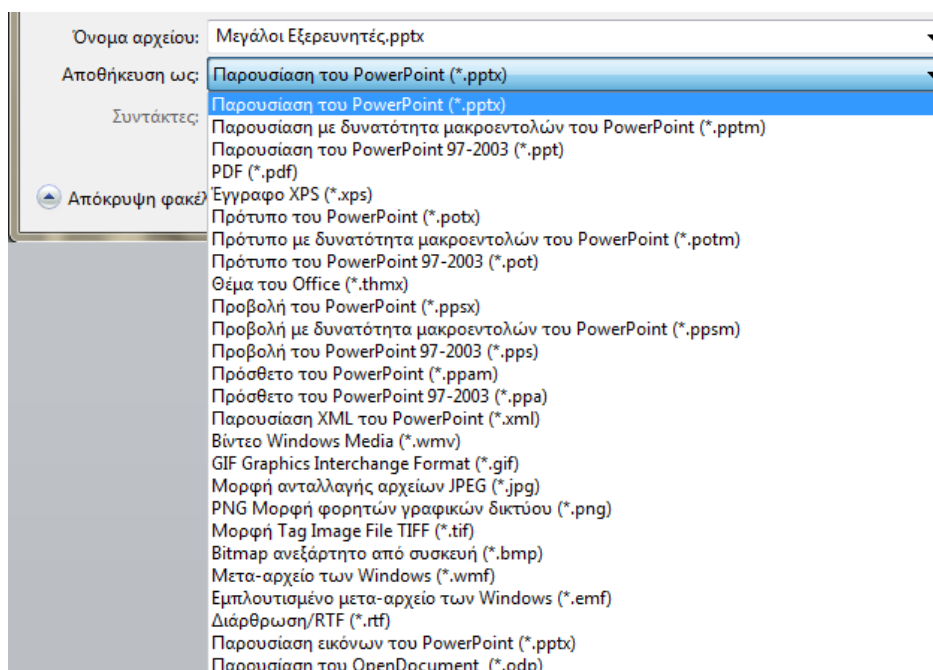 Όνομα αρχείου: Μεγάλοι Εξερευνητές.pptx
Αποθήκευση ως: Παρουσίαση του PowerPoint (*.pptx)
Συντάκτες: Παρουσίαση του PowerPoint (*.pptx)
Παρουσίαση με δυνατότητα μακροεντολών του PowerPoint (*.pptm)
Παρουσίαση του PowerPoint 97-2003 (*.ppt)
PDF (*.pdf)
Απόκρυψη Έγγραφο XPS (*.xps)
Πρότυπο του PowerPoint (*.potx)
Πρότυπο με δυνατότητα μακροεντολών του PowerPoint (*.potm)
Πρότυπο του PowerPoint 97-2003 (*.pot)
Θέμα του Office (*.thmx)
Προβολή του PowerPoint (*.ppsx)
Προβολή με δυνατότητα μακροεντολών του PowerPoint (*.ppsm)
Προβολή του PowerPoint 97-2003 (*.pps)
Πρόσθετο του PowerPoint (*.ppam)
Πρόσθετο του PowerPoint 97-2003 (*.ppa)
Παρουσίαση XML του PowerPoint (*.xml)
Βίντεο Windows Media (*.wmv)
GIF Graphics Interchange Format (*.gif)
Μορφή ανταλλαγής αρχείων JPEG (*.jpg)
PNG Μορφή φορητών γραφικών δικτύου (*.png)
Μορφή Tag Image File TIFF (*.tif)
Bitmap ανεξάρτητο από συσκευή (*.bmp)
Μετα-αρχείο των Windows (*.wmf)
Εμπλουτισμένο μετα-αρχείο των Windows (*.emf)
Διάρθρωση/RTF (*.rtf)
Παρουσίαση εικόνων του PowerPoint (*.pptx)
Παρουσίαση του OpenDocument (*.odp)